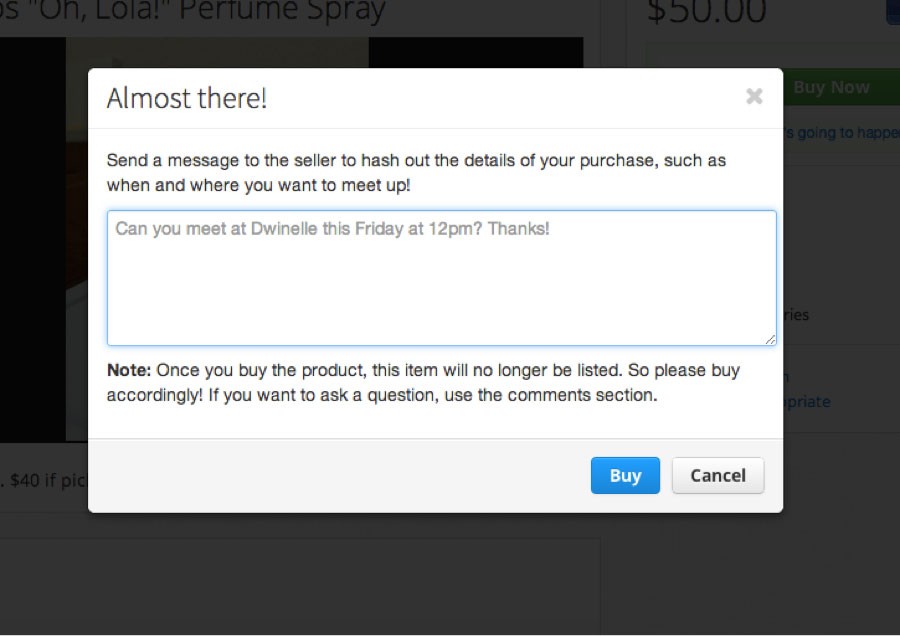 "Oh, Lola!" Perfume Spray
$50.00
Buy Now
's going to happe
Almost there!
Send a message to the seller to hash out the details of your purchase, such as
when and where you want to meet up!
Can you meet at Dwinelle this Friday at 12pm? Thanks!
Note: Once you buy the product, this item will no longer be listed. So please buy
accordingly! If you want to ask a question, use the comments section.
Buy
Cancel
ries
opriate
. $40 if pic